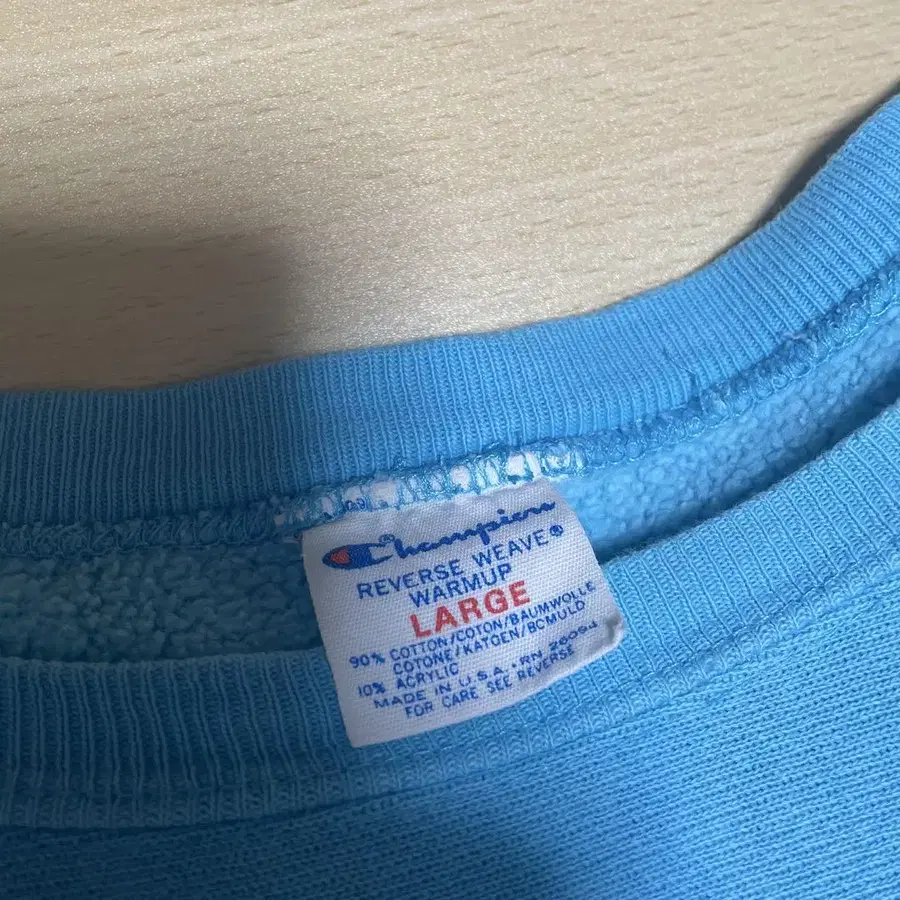 Champion
REVERSE WEAVE®
WARMUP
LARGE
90% COTTON/COTON/BAUMWOLLE
COTONE/KATOEN/BCMULD
10% ACRYLIC
MADE IN U.S.A. · RN 26094
FOR CARE SEE REVERSE